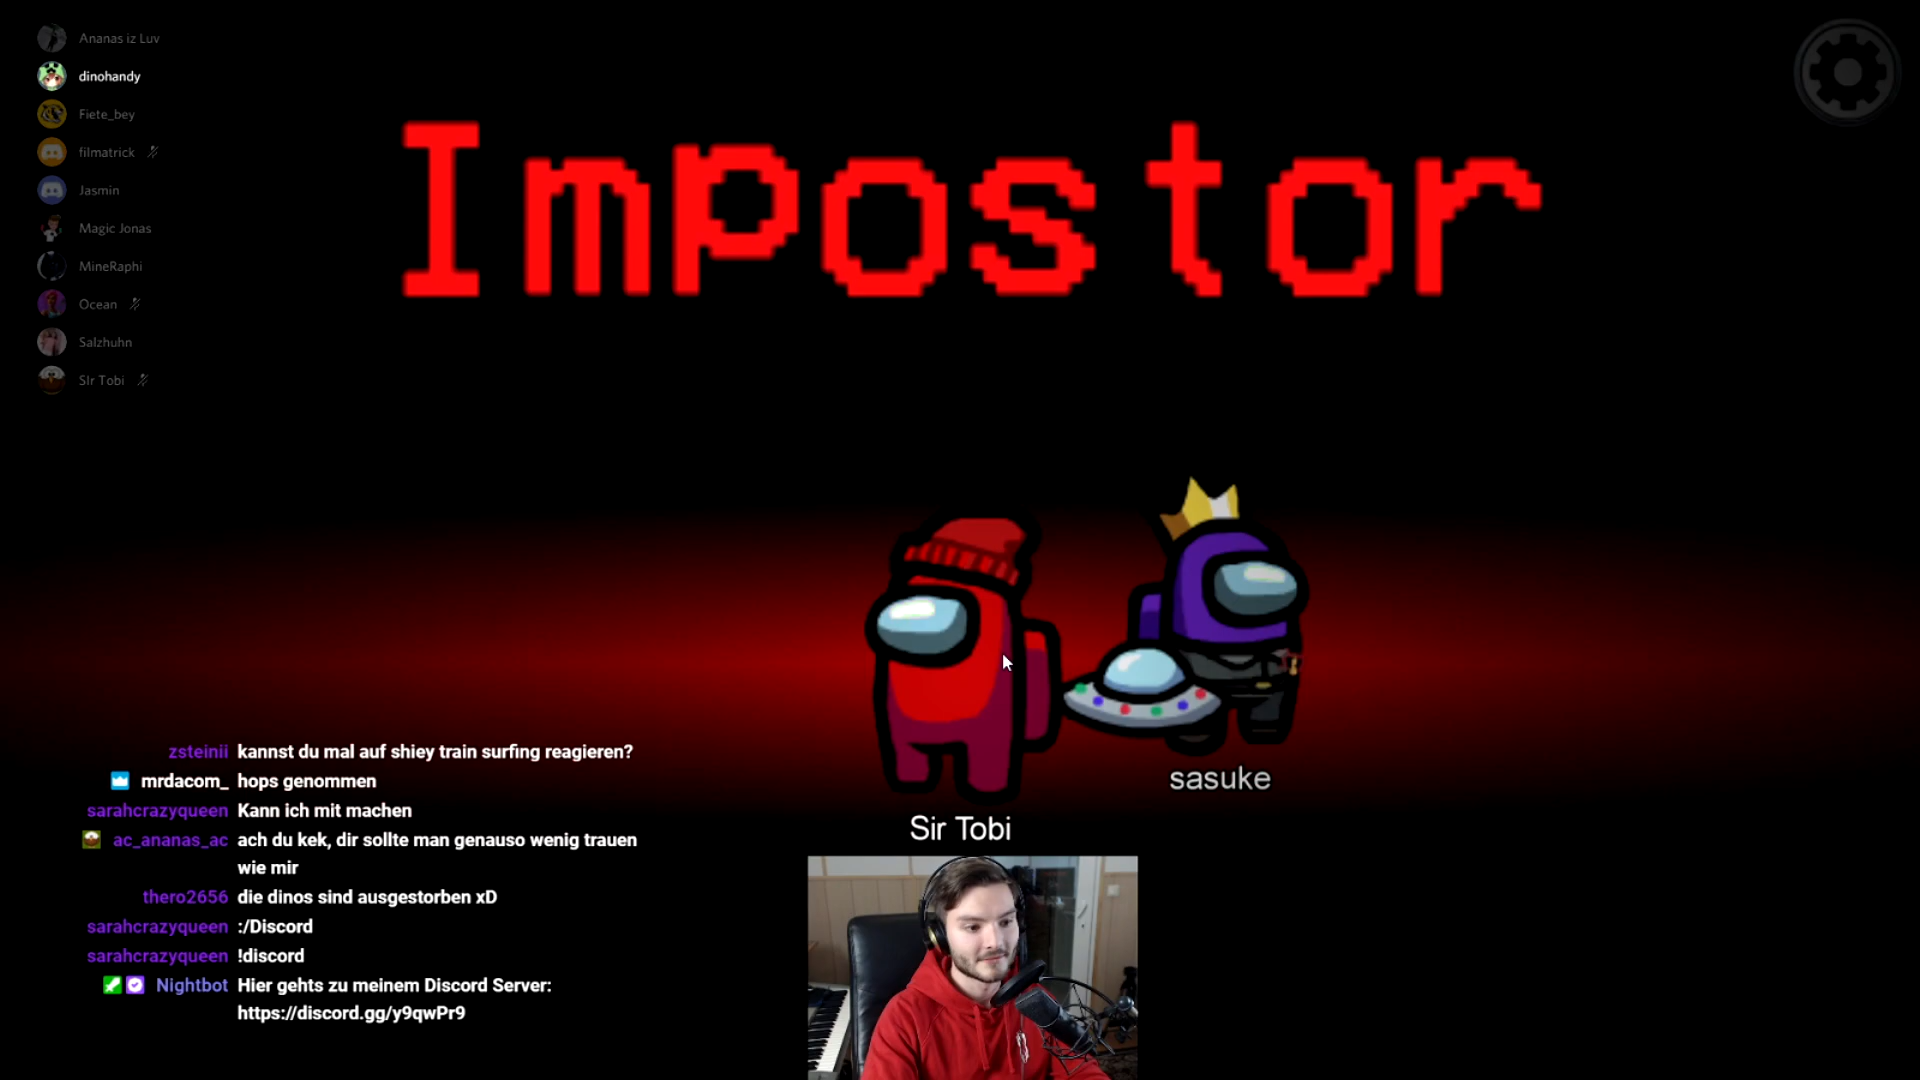 Ananas iz Luv
dinohandy
Fiete_bey
filmatrick
Jasmin
Magic Jonas
MineRaphi
Ocean
Salzhuhn
SIr Tobi
Impostor
sasuke
Sir Tobi
zsteinii kannst du mal auf shiey train surfing reagieren?
mrdacom_ hops genommen
sarahcrazyqueen Kann ich mit machen
ac_ananas_ac ach du kek, dir sollte man genauso wenig trauen
wie mir
thero2656 die dinos sind ausgestorben xD
sarahcrazyqueen :/Discord
sarahcrazyqueen !discord
Nightbot Hier gehts zu meinem Discord Server:
https://discord.gg/y9qwPr9